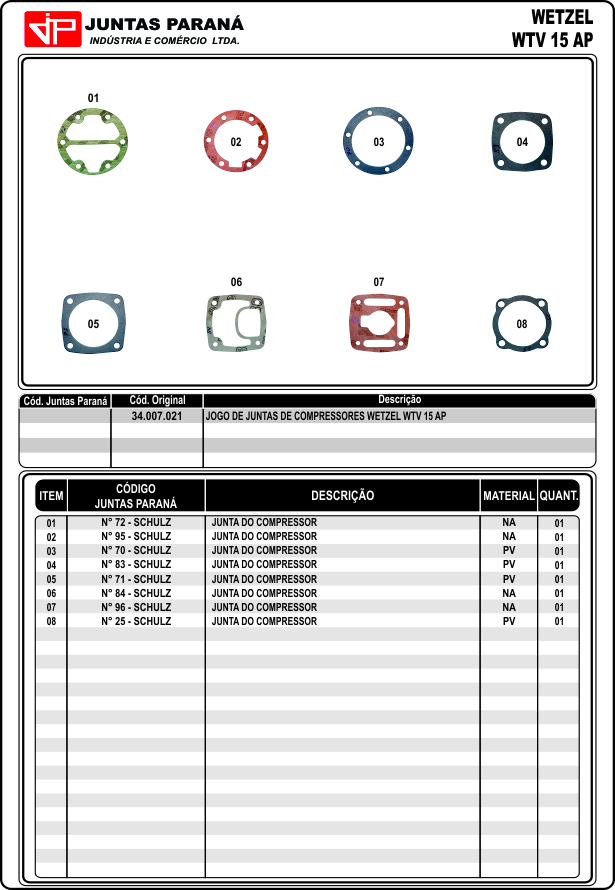 JP JUNTAS PARANÁ
INDÚSTRIA E COMÉRCIO LTDA.
WETZEL
WTV 15 AP
01
02
03
04
05
06
07
08
Cód. Juntas Paraná Cód. Original Descrição
34.007.021 JOGO DE JUNTAS DE COMPRESSORES WETZEL WTV 15 AP
ITEM CÓDIGO JUNTAS PARANÁ DESCRIÇÃO MATERIAL QUANT.
01 N° 72 - SCHULZ JUNTA DO COMPRESSOR NA 01
02 N° 95 - SCHULZ JUNTA DO COMPRESSOR NA 01
03 N° 70 - SCHULZ JUNTA DO COMPRESSOR PV 01
04 N° 83 - SCHULZ JUNTA DO COMPRESSOR PV 01
05 N° 71 - SCHULZ JUNTA DO COMPRESSOR PV 01
06 N° 84 - SCHULZ JUNTA DO COMPRESSOR NA 01
07 N° 96 - SCHULZ JUNTA DO COMPRESSOR NA 01
08 N° 25 - SCHULZ JUNTA DO COMPRESSOR PV 01